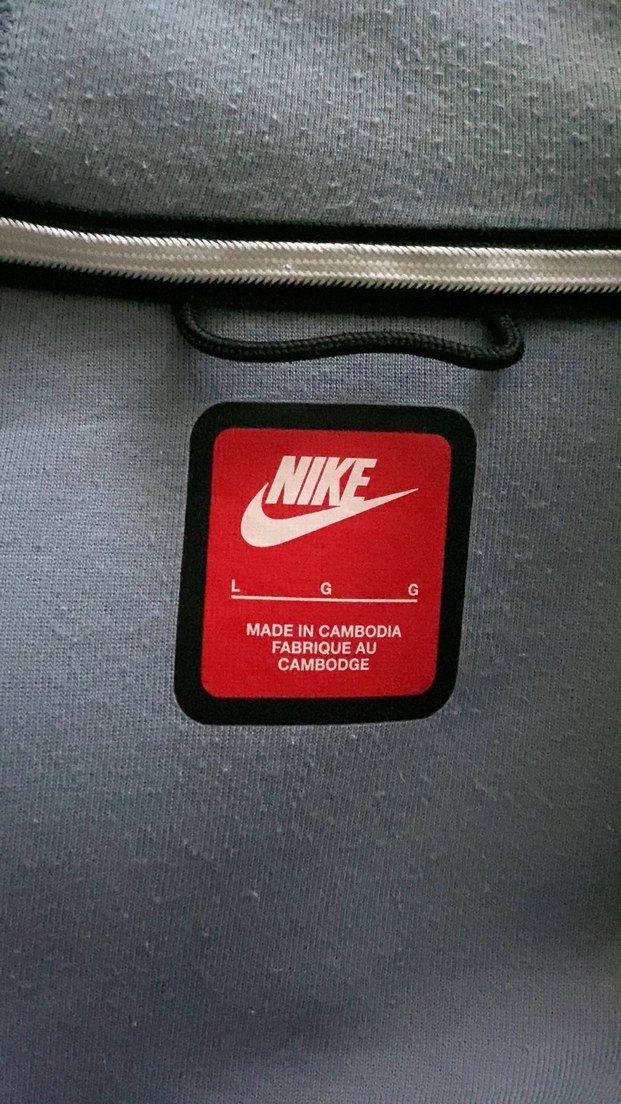 NIKE
L G G
MADE IN CAMBODIA
FABRIQUE AU
CAMBODGE